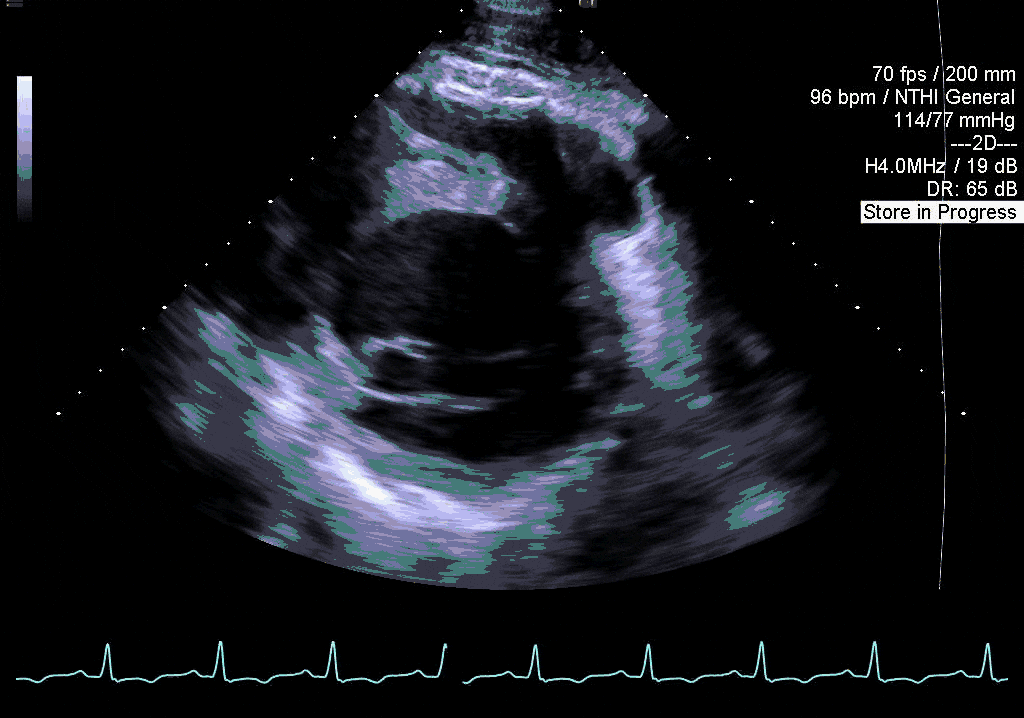 70 fps / 200 mm
96 bpm / NTHI General
114/77 mmHg
---2D---
H4.0MHz / 19 dB
DR: 65 dB
Store in Progress